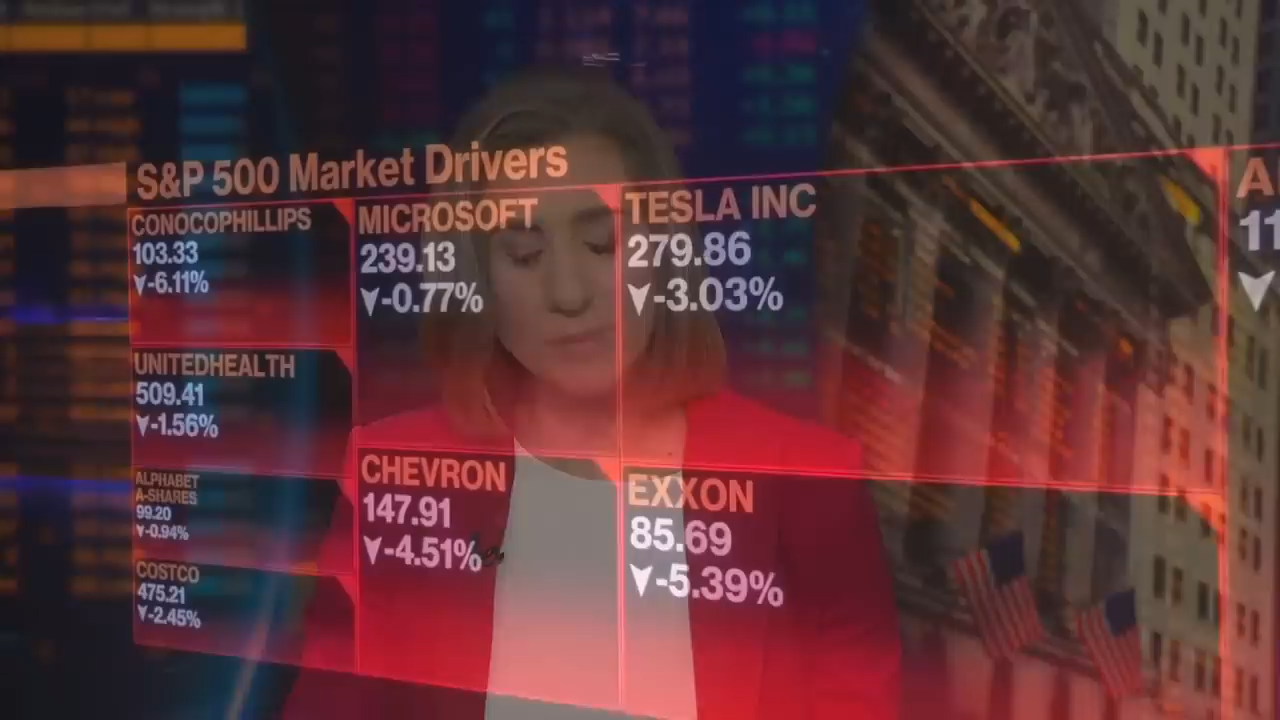 S&P 500 Market Drivers
CONOCOPHILLIPS
103.33
-6.11%
UNITEDHEALTH
509.41
-1.56%
ALPHABET
A-SHARES
99.20
-0.94%
COSTCO
475.21
-2.45%
MICROSOFT
239.13
-0.77%
CHEVRON
147.91
-4.51%
TESLA INC
279.86
-3.03%
EXXON
85.69
-5.39%